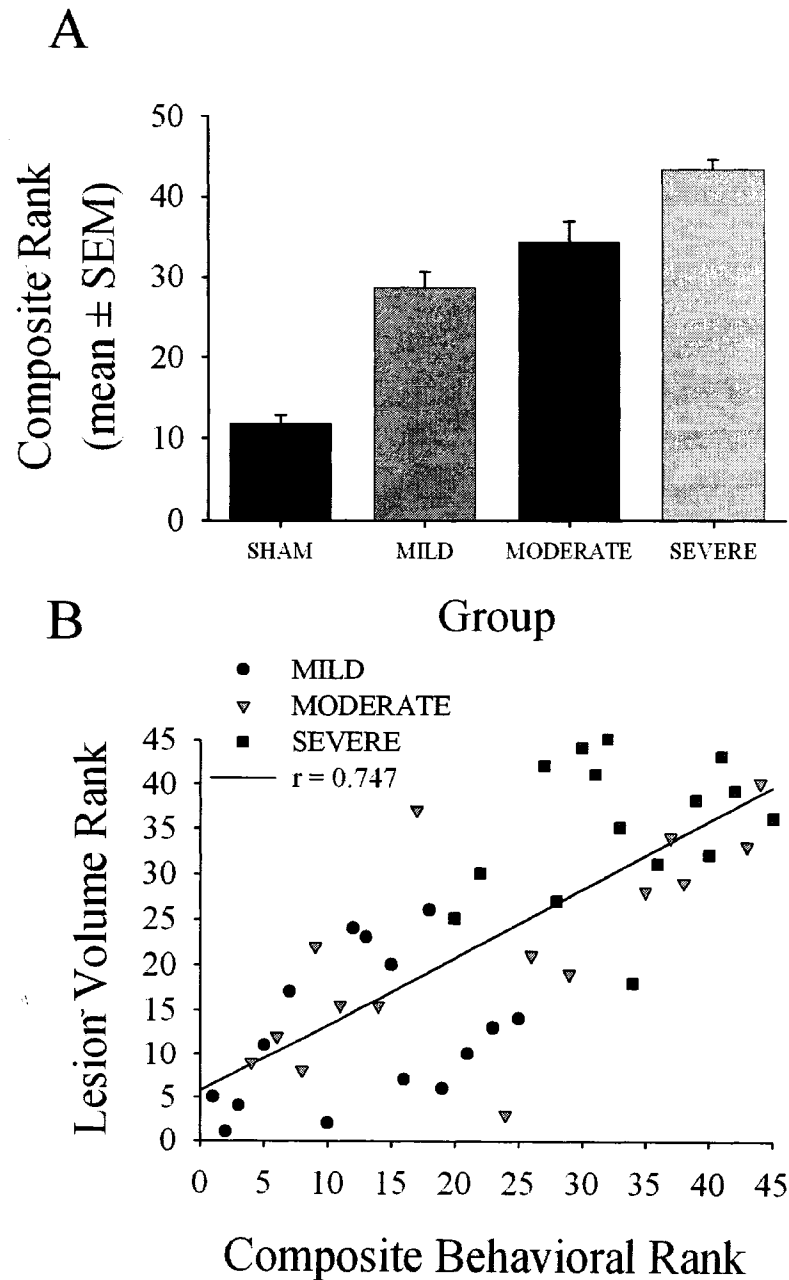 A
50
40
30
20
10
0
Composite Rank
(mean ± SEM)
SHAM MILD MODERATE SEVERE
Group
B
MILD
MODERATE
SEVERE
r = 0.747
45
40
35
30
25
20
15
10
5
0
Lesion Volume Rank
0 5 10 15 20 25 30 35 40 45
Composite Behavioral Rank